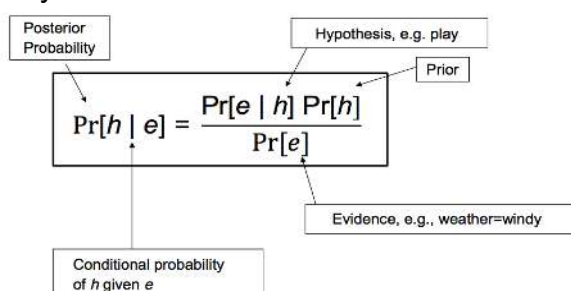 Posterior
Probability
Hypothesis, e.g. play
Prior
Pr[h | e] = Pr[e | h] Pr[h]
Pr[e]
Evidence, e.g., weather=windy
Conditional probability
of h given e